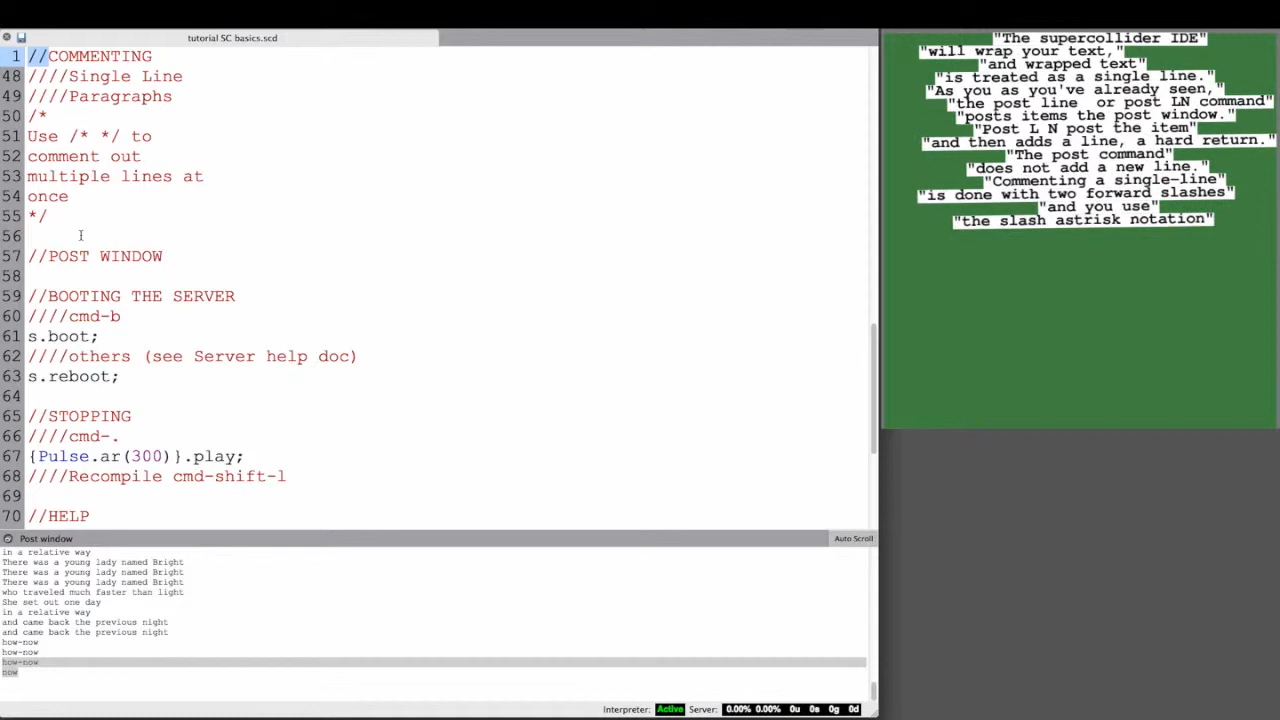 tutorial SC basics.scd
1 //COMMENTING
48 ////Single Line
49 ////Paragraphs
50 /*
51 Use /* */ to
52 comment out
53 multiple lines at
54 once
55 */
56
57 //POST WINDOW
58
59 //BOOTING THE SERVER
60 ////cmd-b
61 s.boot;
62 ////others (see Server help doc)
63 s.reboot;
64
65 //STOPPING
66 ////cmd-.
67 {Pulse.ar(300)}.play;
68 ////Recompile cmd-shift-l
69
70 //HELP
Post window
Auto Scroll
in a relative way
There was a young lady named Bright
There was a young lady named Bright
There was a young lady named Bright
who traveled much faster than light
She set out one day
in a relative way
and came back the previous night
and came back the previous night
how-now
how-now
how-now
now
Interpreter: Active Server: 0.00% 0.00% 0u 0s 0g 0d
"The supercollider IDE"
"will wrap your text,"
"and wrapped text"
"is treated as a single line."
"As you as you've already seen,"
"the post line or post LN command"
"posts items the post window."
"Post L N post the item"
"and then adds a line, a hard return."
"The post command"
"does not add a new line."
"Commenting a single-line"
"is done with two forward slashes"
"and you use"
"the slash astrisk notation"